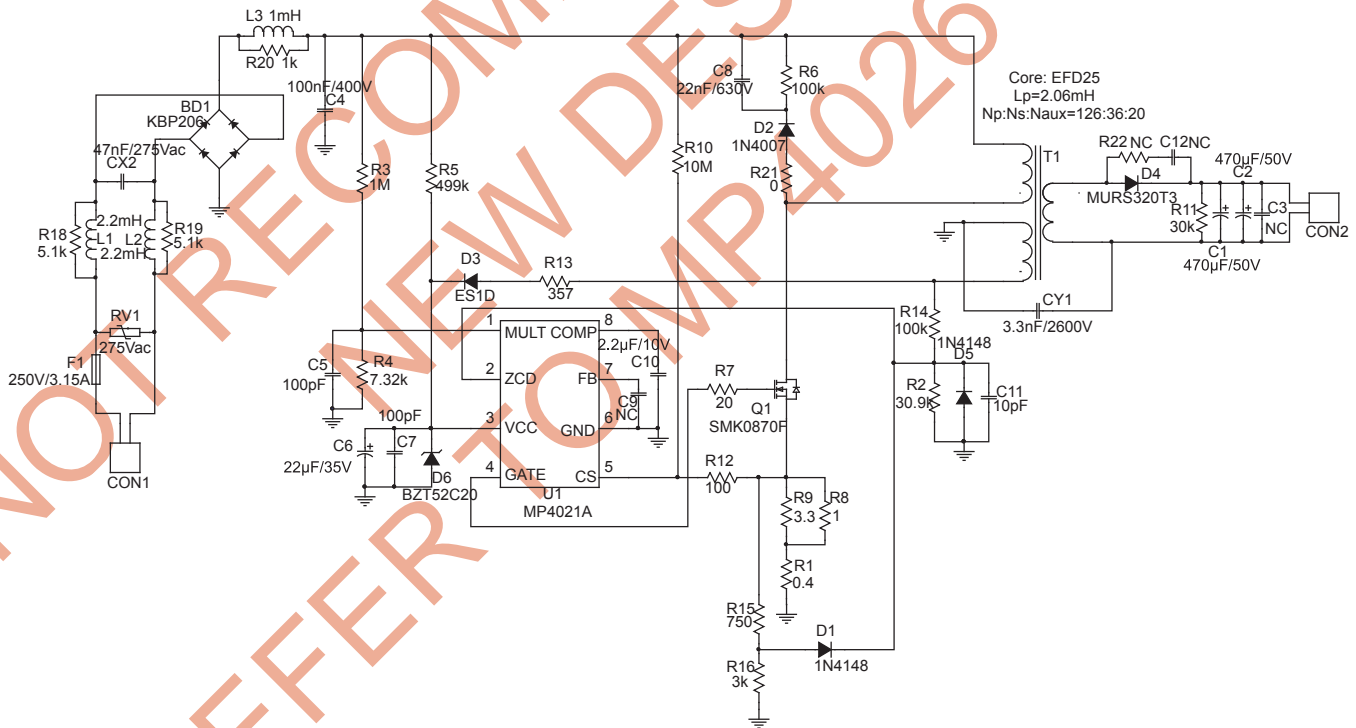 L3 1mH
R20 1k
100nF/400V
C4
BD1
KBP206
47nF/275Vac
CX2
R18
5.1k
2.2mH
L1
L2
2.2mH
R19
5.1k
RV1
275Vac
F1
250V/3.15A
CON1
R3
1M
R5
499k
R10
10M
C8
22nF/630V
R6
100k
D2
1N4007
R21
0
Core: EFD25
Lp=2.06mH
Np:Ns:Naux=126:36:20
T1
R22 NC
C12NC
D4
MURS320T3
470µF/50V
C2
R11
30k
C1
470µF/50V
C3
NC
CON2
CY1
3.3nF/2600V
D3
ES1D
R13
357
R14
100k
1N4148
D5
R2
30.9k
C11
10pF
C5
100pF
R4
7.32k
1
MULT COMP
8
2
ZCD
FB
7
3
VCC
GND
6
4
GATE
CS
5
U1
MP4021A
2.2µF/10V
C10
C9
NC
100pF
C6
22µF/35V
C7
D6
BZT52C20
R7
20
Q1
SMK0870F
R12
100
R9
3.3
R8
1
R1
0.4
R15
750
R16
3k
D1
1N4148
NOT RECOM
NEW DES
REFER TO MP4026